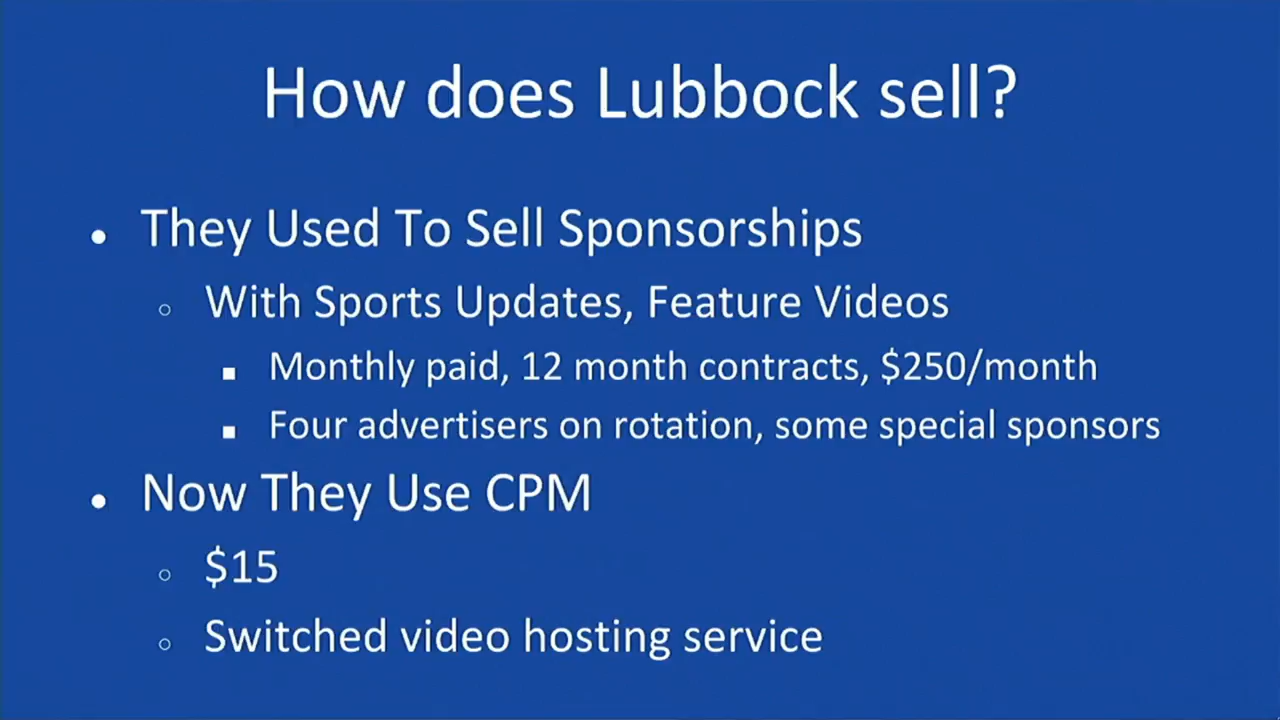 How does Lubbock sell?
• They Used To Sell Sponsorships
○ With Sports Updates, Feature Videos
■ Monthly paid, 12 month contracts, $250/month
■ Four advertisers on rotation, some special sponsors
• Now They Use CPM
○ $15
○ Switched video hosting service